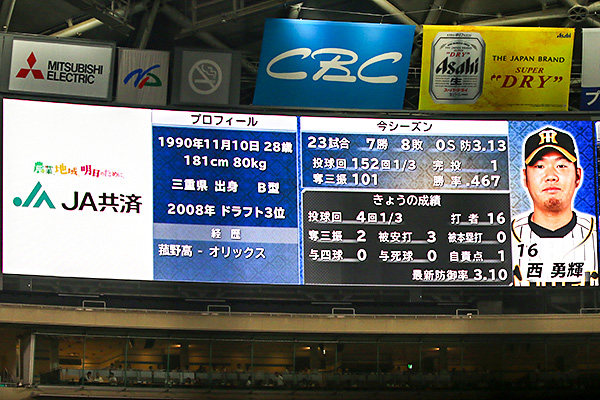 MITSUBISHI
ELECTRIC
CBC
"DRY"
Asahi
生
Asahi
THE JAPAN BRAND
SUPER
"DRY"
農業 地域 明日のために
JA共済
プロフィール
1990年11月10日 28歳
181cm 80kg
三重県 出身 B型
2008年 ドラフト3位
経 歴
菰野高 - オリックス
今シーズン
23試合 7勝 8敗 0S 防3.13
投球回 152回1/3 完 投 1
奪三振 101 勝 率 .467
きょうの成績
投球回 4回1/3 打 者 16
奪三振 2 被安打 3 被本塁打 0
与四球 0 与死球 0 自責点 1
最新防御率 3.10
16
西 勇輝